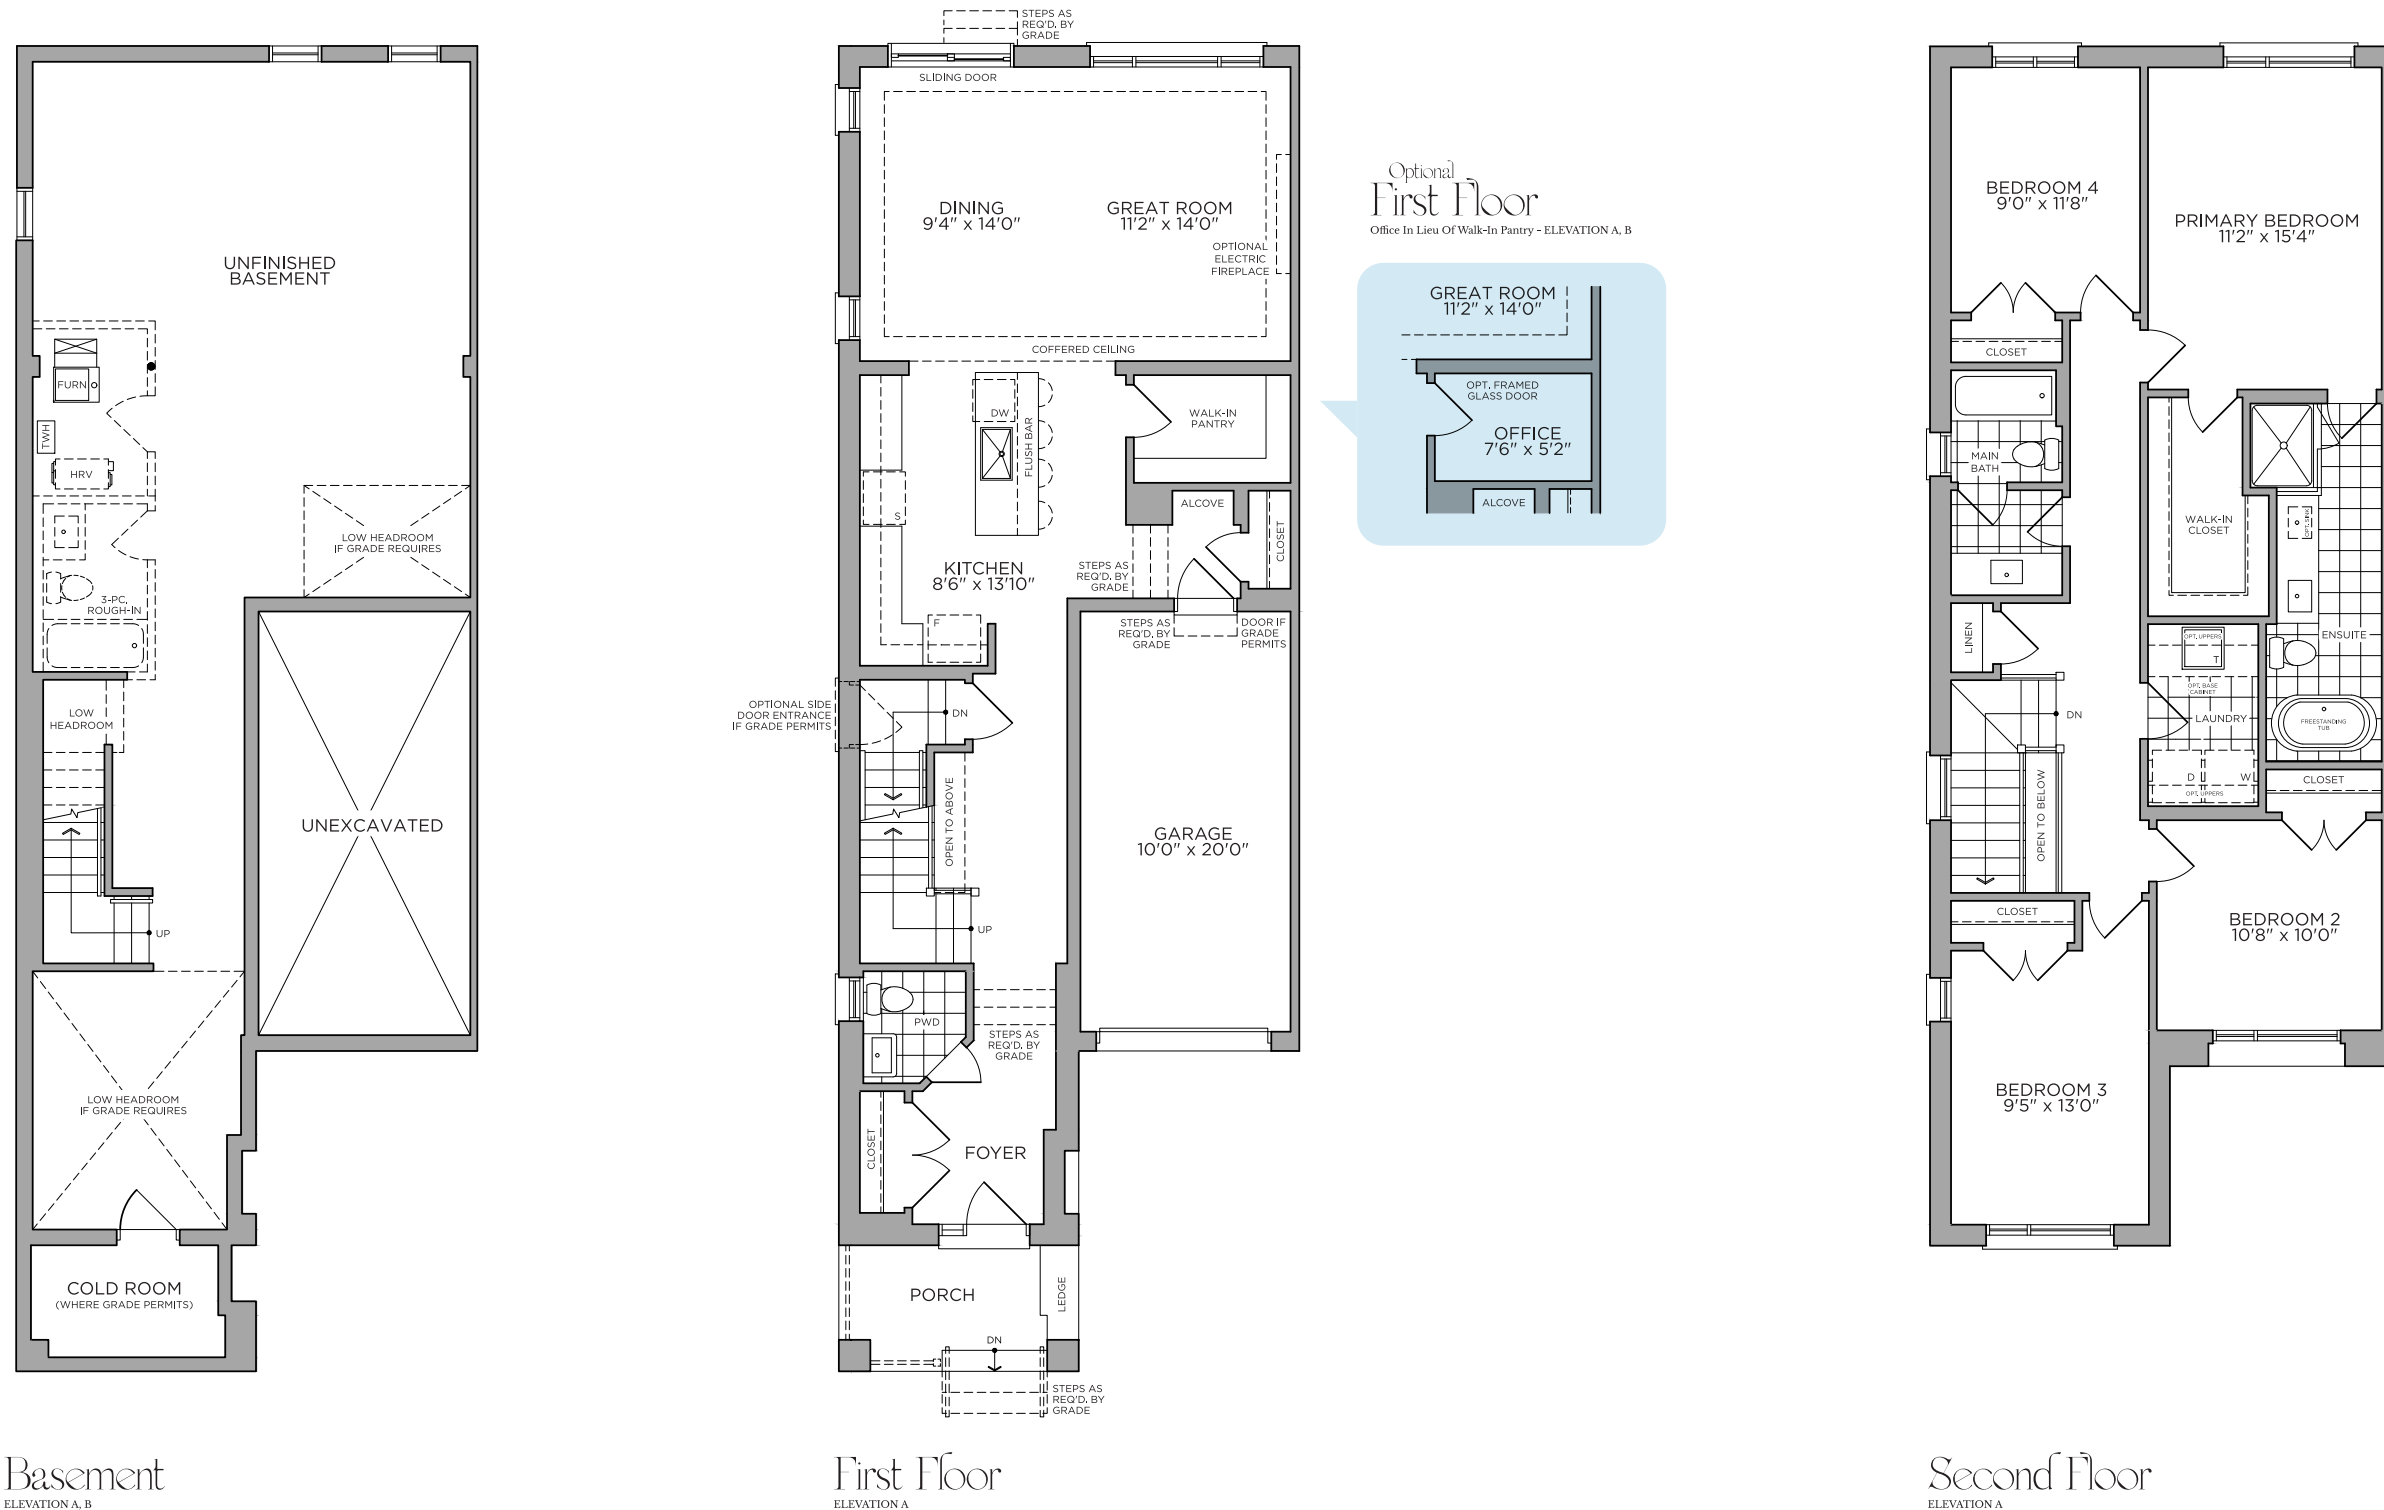 UNFINISHED
BASEMENT
FURN
TWH
HRV
LOW HEADROOM
IF GRADE REQUIRES
3-PC.
ROUGH-IN
LOW
HEADROOM
UNEXCAVATED
UP
LOW HEADROOM
IF GRADE REQUIRES
COLD ROOM
(WHERE GRADE PERMITS)
Basement
ELEVATION A, B
STEPS AS
REQ'D. BY
GRADE
SLIDING DOOR
DINING
9'4" x 14'0"
GREAT ROOM
11'2" x 14'0"
OPTIONAL
ELECTRIC
FIREPLACE
COFFERED CEILING
DW
FLUSH BAR
WALK-IN
PANTRY
S
ALCOVE
CLOSET
KITCHEN
8'6" x 13'10"
STEPS AS
REQ'D. BY
GRADE
F
STEPS AS
REQ'D. BY
GRADE
DOOR IF
GRADE
PERMITS
OPTIONAL SIDE
DOOR ENTRANCE
IF GRADE PERMITS
DN
OPEN TO ABOVE
GARAGE
10'0" x 20'0"
UP
PWD
STEPS AS
REQ'D. BY
GRADE
CLOSET
FOYER
PORCH
LEDGE
DN
STEPS AS
REQ'D. BY
GRADE
First Floor
ELEVATION A
Optional
First Floor
Office In Lieu Of Walk-In Pantry - ELEVATION A, B
GREAT ROOM
11'2" x 14'0"
OPT. FRAMED
GLASS DOOR
OFFICE
7'6" x 5'2"
ALCOVE
BEDROOM 4
9'0" x 11'8"
PRIMARY BEDROOM
11'2" x 15'4"
CLOSET
MAIN
BATH
WALK-IN
CLOSET
OPT. SINK
LINEN
OPT. UPPERS
T
ENSUITE
OPT. BASE
CABINET
LAUNDRY
FREESTANDING
TUB
DN
D
W
OPT. UPPERS
CLOSET
OPEN TO BELOW
CLOSET
BEDROOM 2
10'8" x 10'0"
BEDROOM 3
9'5" x 13'0"
Second Floor
ELEVATION A